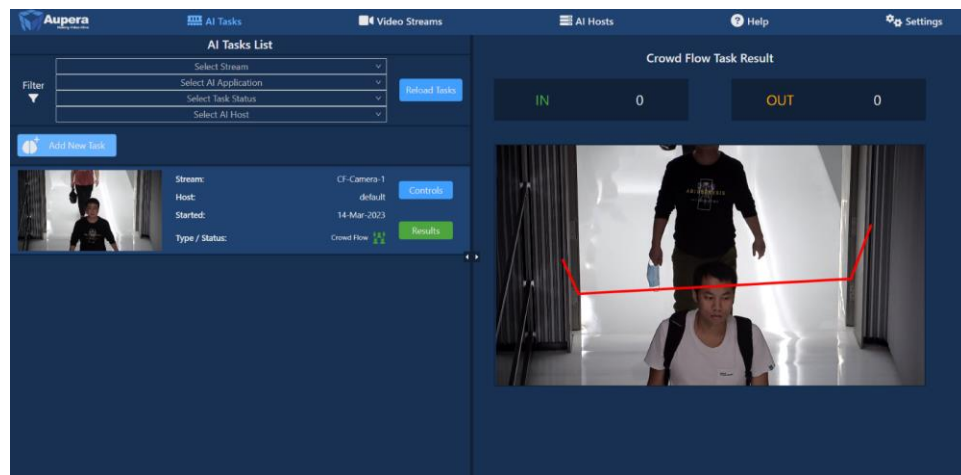 Aupera
AI Tasks
Video Streams
AI Hosts
Help
Settings
AI Tasks List
Filter
Select Stream
Select AI Application
Select Task Status
Select AI Host
Reload Tasks
Add New Task
Stream: CF-Camera-1
Host: default
Started: 14-Mar-2023
Type / Status: Crowd Flow
Controls
Results
Crowd Flow Task Result
IN 0
OUT 0